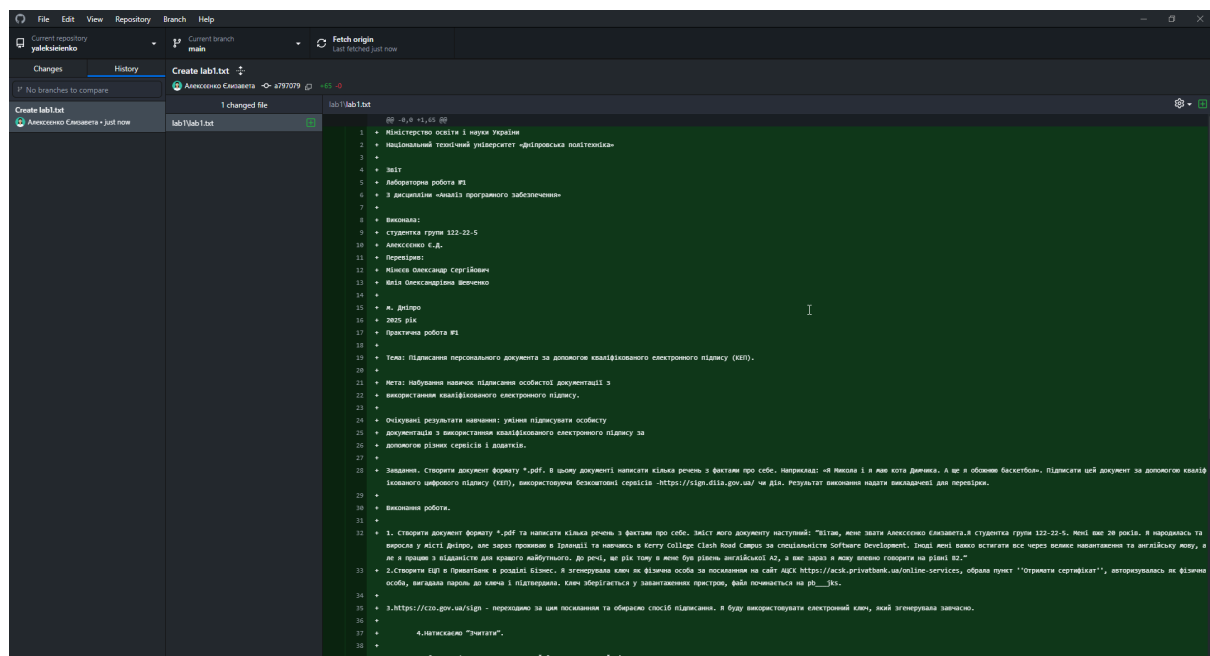 File Edit View Repository Branch Help
Current repository
yaleksieienko
Current branch
main
Fetch origin
Last fetched just now
Changes History
No branches to compare
Create lab1.txt
Алексєєнко Єлизавета • just now
Create lab1.txt
Алексєєнко Єлизавета a797079 +65 -0
1 changed file
lab1\lab1.txt
lab1\lab1.txt
@@ -0,0 +1,65 @@
1 + Міністерство освіти і науки України
2 + Національний технічний університет «Дніпровська політехніка»
3 +
4 + Звіт
5 + Лабораторна робота №1
6 + З дисципліни «Аналіз програмного забезпечення»
7 +
8 + Виконала:
9 + студентка групи 122-22-5
10 + Алексєєнко Є.Д.
11 + Перевірив:
12 + Мінєєв Олександр Сергійович
13 + Юлія Олександрівна Шевченко
14 +
15 + м. Дніпро
16 + 2025 рік
17 + Практична робота №1
18 +
19 + Тема: Підписання персонального документа за допомогою кваліфікованого електронного підпису (КЕП).
20 +
21 + Мета: Набування навичок підписання особистої документації з
22 + використанням кваліфікованого електронного підпису.
23 +
24 + Очікувані результати навчання: уміння підписувати особисту
25 + документацію з використанням кваліфікованого електронного підпису за
26 + допомогою різних сервісів і додатків.
27 +
28 + Завдання. Створити документ формату *.pdf. В цьому документі написати кілька речень з фактами про себе. Наприклад: «Я Микола і я маю кота Димчика. А ще я обожнюю баскетбол». Підписати цей документ за допомогою кваліф
ікованого цифрового підпису (КЕП), використовуючи безкоштовні сервісів -https://sign.diia.gov.ua/ чи Дія. Результат виконання надати викладачеві для перевірки.
29 +
30 + Виконання роботи.
31 +
32 + 1. Створити документ формату *.pdf та написати кілька речень з фактами про себе. Зміст мого документу наступний: "Вітаю, мене звати Алексєєнко Єлизавета.Я студентка групи 122-22-5. Мені вже 20 років. Я народилась та
виросла у місті Дніпро, але зараз проживаю в Ірландії та навчаюсь в Kerry College Clash Road Campus за спеціальністю Software Development. Іноді мені важко встигати все через велике навантаження та англійську мову, а
ле я працюю з відданістю для кращого майбутнього. До речі, ще рік тому в мене був рівень англійської А2, а вже зараз я можу впевно говорити на рівні В2."
33 + 2.Створити ЕЦП в ПриватБанк в розділі Бізнес. Я згенерувала ключ як фізична особа за посиланням на сайт АЦСК https://acsk.privatbank.ua/online-services, обрала пункт ''Отримати сертифікат'', авторизувалась як фізична
особа, вигадала пароль до ключа і підтвердила. Ключ зберігається у завантаженнях пристрою, файл починається на pb___jks.
34 +
35 + 3.https://czo.gov.ua/sign - переходимо за цим посиланням та обираємо спосіб підписання. Я буду використовувати електронний ключ, який згенерувала завчасно.
36 +
37 + 4.Натискаємо "Зчитати".
38 +